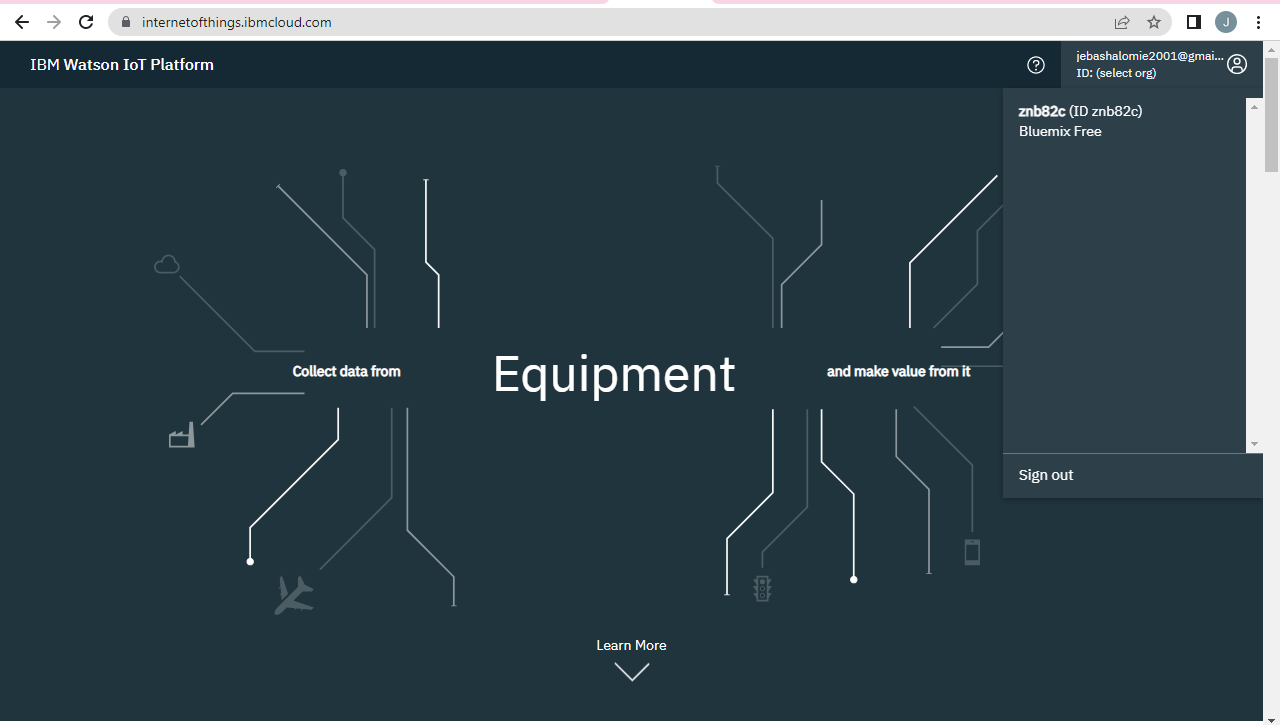 internetofthings.ibmcloud.com
J
IBM Watson IoT Platform
jebashalomie2001@gmai...
ID: (select org)
znb82c (ID znb82c)
Bluemix Free
Collect data from
Equipment
and make value from it
Sign out
Learn More